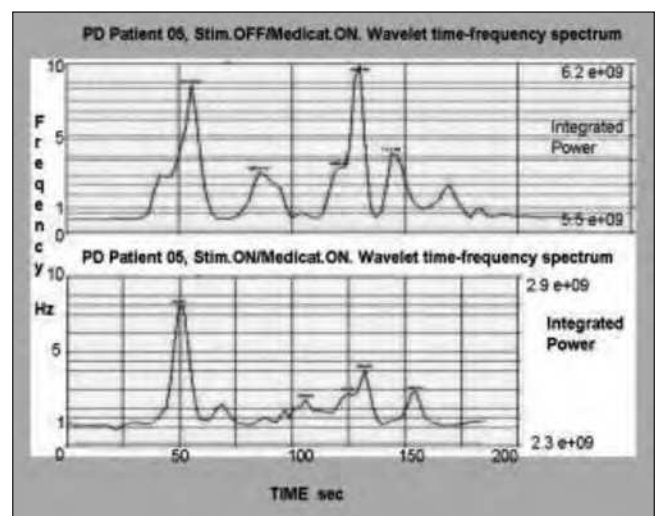 PD Patient 05, Stim.OFF/Medicat.ON. Wavelet time-frequency spectrum
10
5
1
0
6.2 e+09
Integrated
Power
5.5 e+09
Frequency
Hz
PD Patient 05, Stim.ON/Medicat.ON. Wavelet time-frequency spectrum
10
5
1
0
2.9 e+09
Integrated
Power
2.3 e+09
0 50 100 150 200
TIME sec